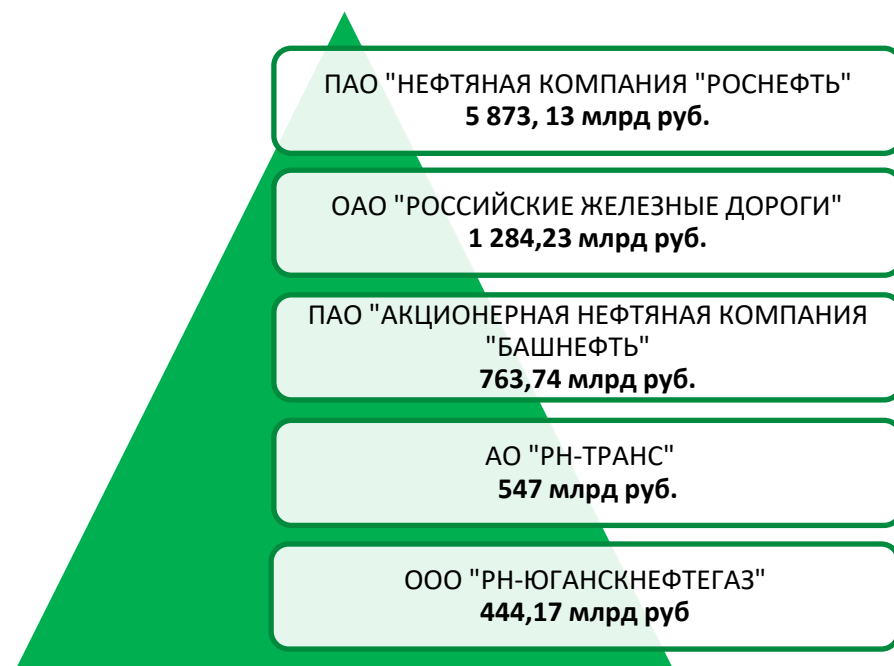 ПАО "НЕФТЯНАЯ КОМПАНИЯ "РОСНЕФТЬ"
5 873, 13 млрд руб.
ОАО "РОССИЙСКИЕ ЖЕЛЕЗНЫЕ ДОРОГИ"
1 284,23 млрд руб.
ПАО "АКЦИОНЕРНАЯ НЕФТЯНАЯ КОМПАНИЯ
"БАШНЕФТЬ"
763,74 млрд руб.
АО "РН-ТРАНС"
547 млрд руб.
ООО "РН-ЮГАНСКНЕФТЕГАЗ"
444,17 млрд руб